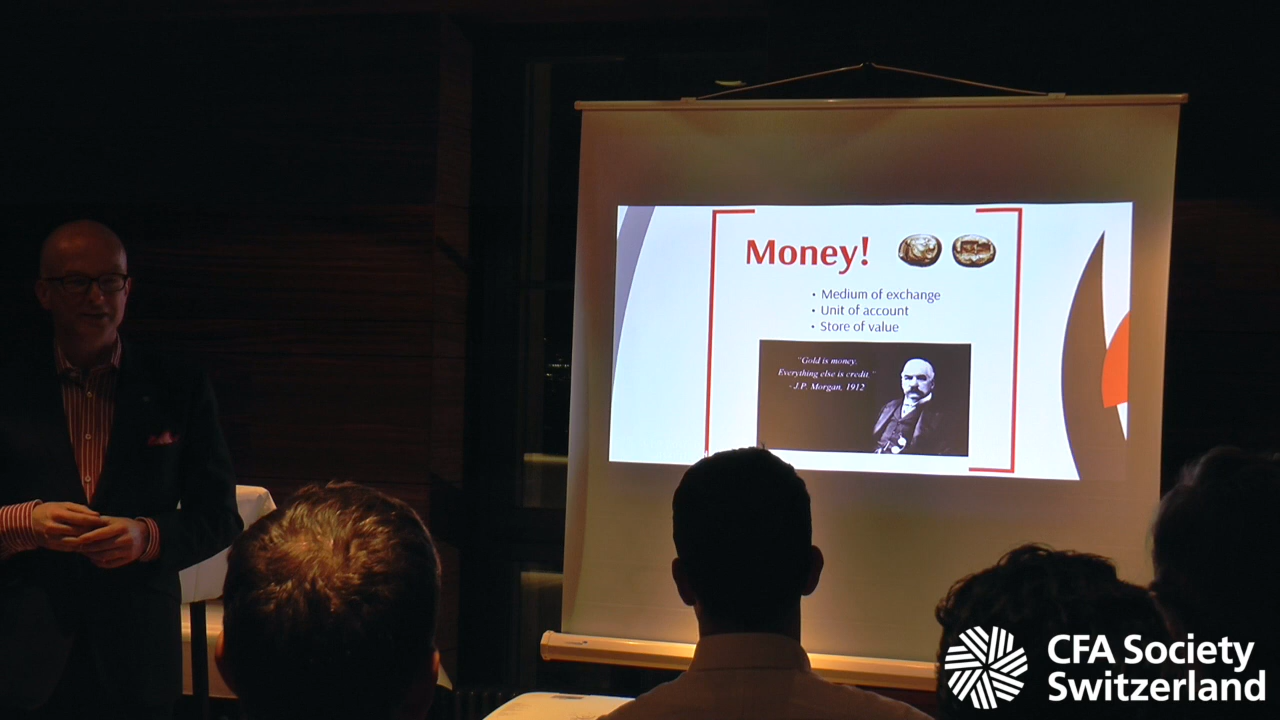 Money!
• Medium of exchange
• Unit of account
• Store of value
"Gold is money.
Everything else is credit."
- J.P. Morgan, 1912
CFA Society
Switzerland